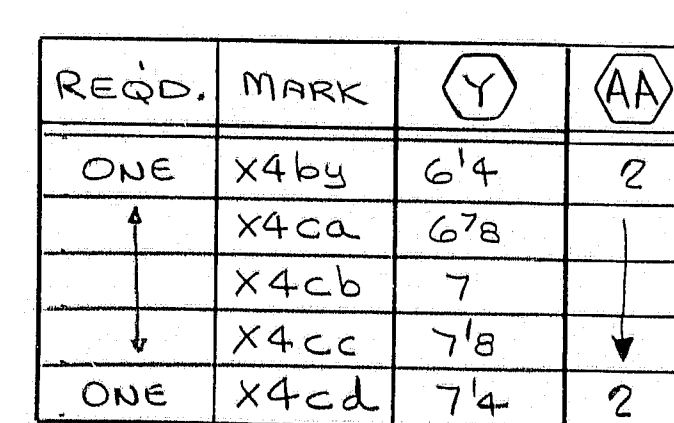 REQ'D. MARK Y AA
ONE X4by 6'4 2
X4ca 6⁷8
X4cb 7
X4cc 7'8
ONE X4cd 7'4 2